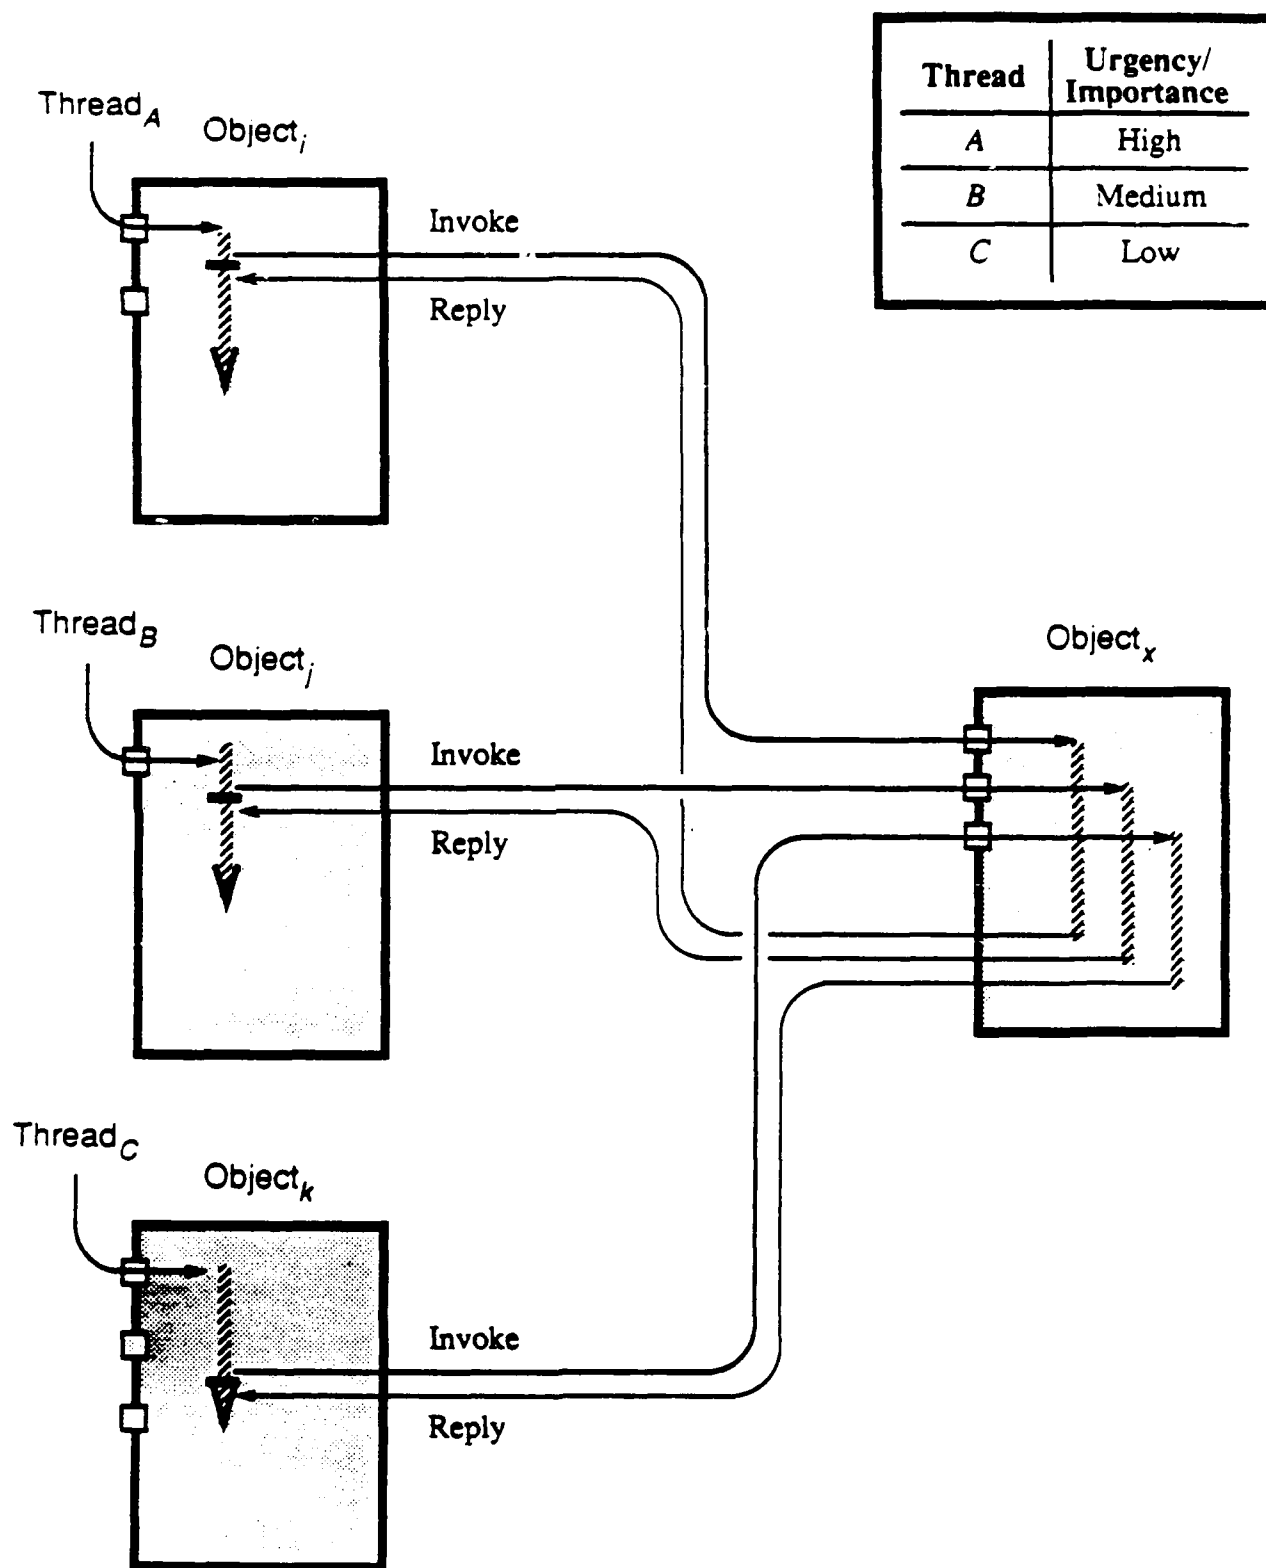 Thread Urgency/
Importance
A High
B Medium
C Low
Thread_A
Object_i
Invoke
Reply
Thread_B
Object_j
Invoke
Reply
Object_x
Thread_C
Object_k
Invoke
Reply